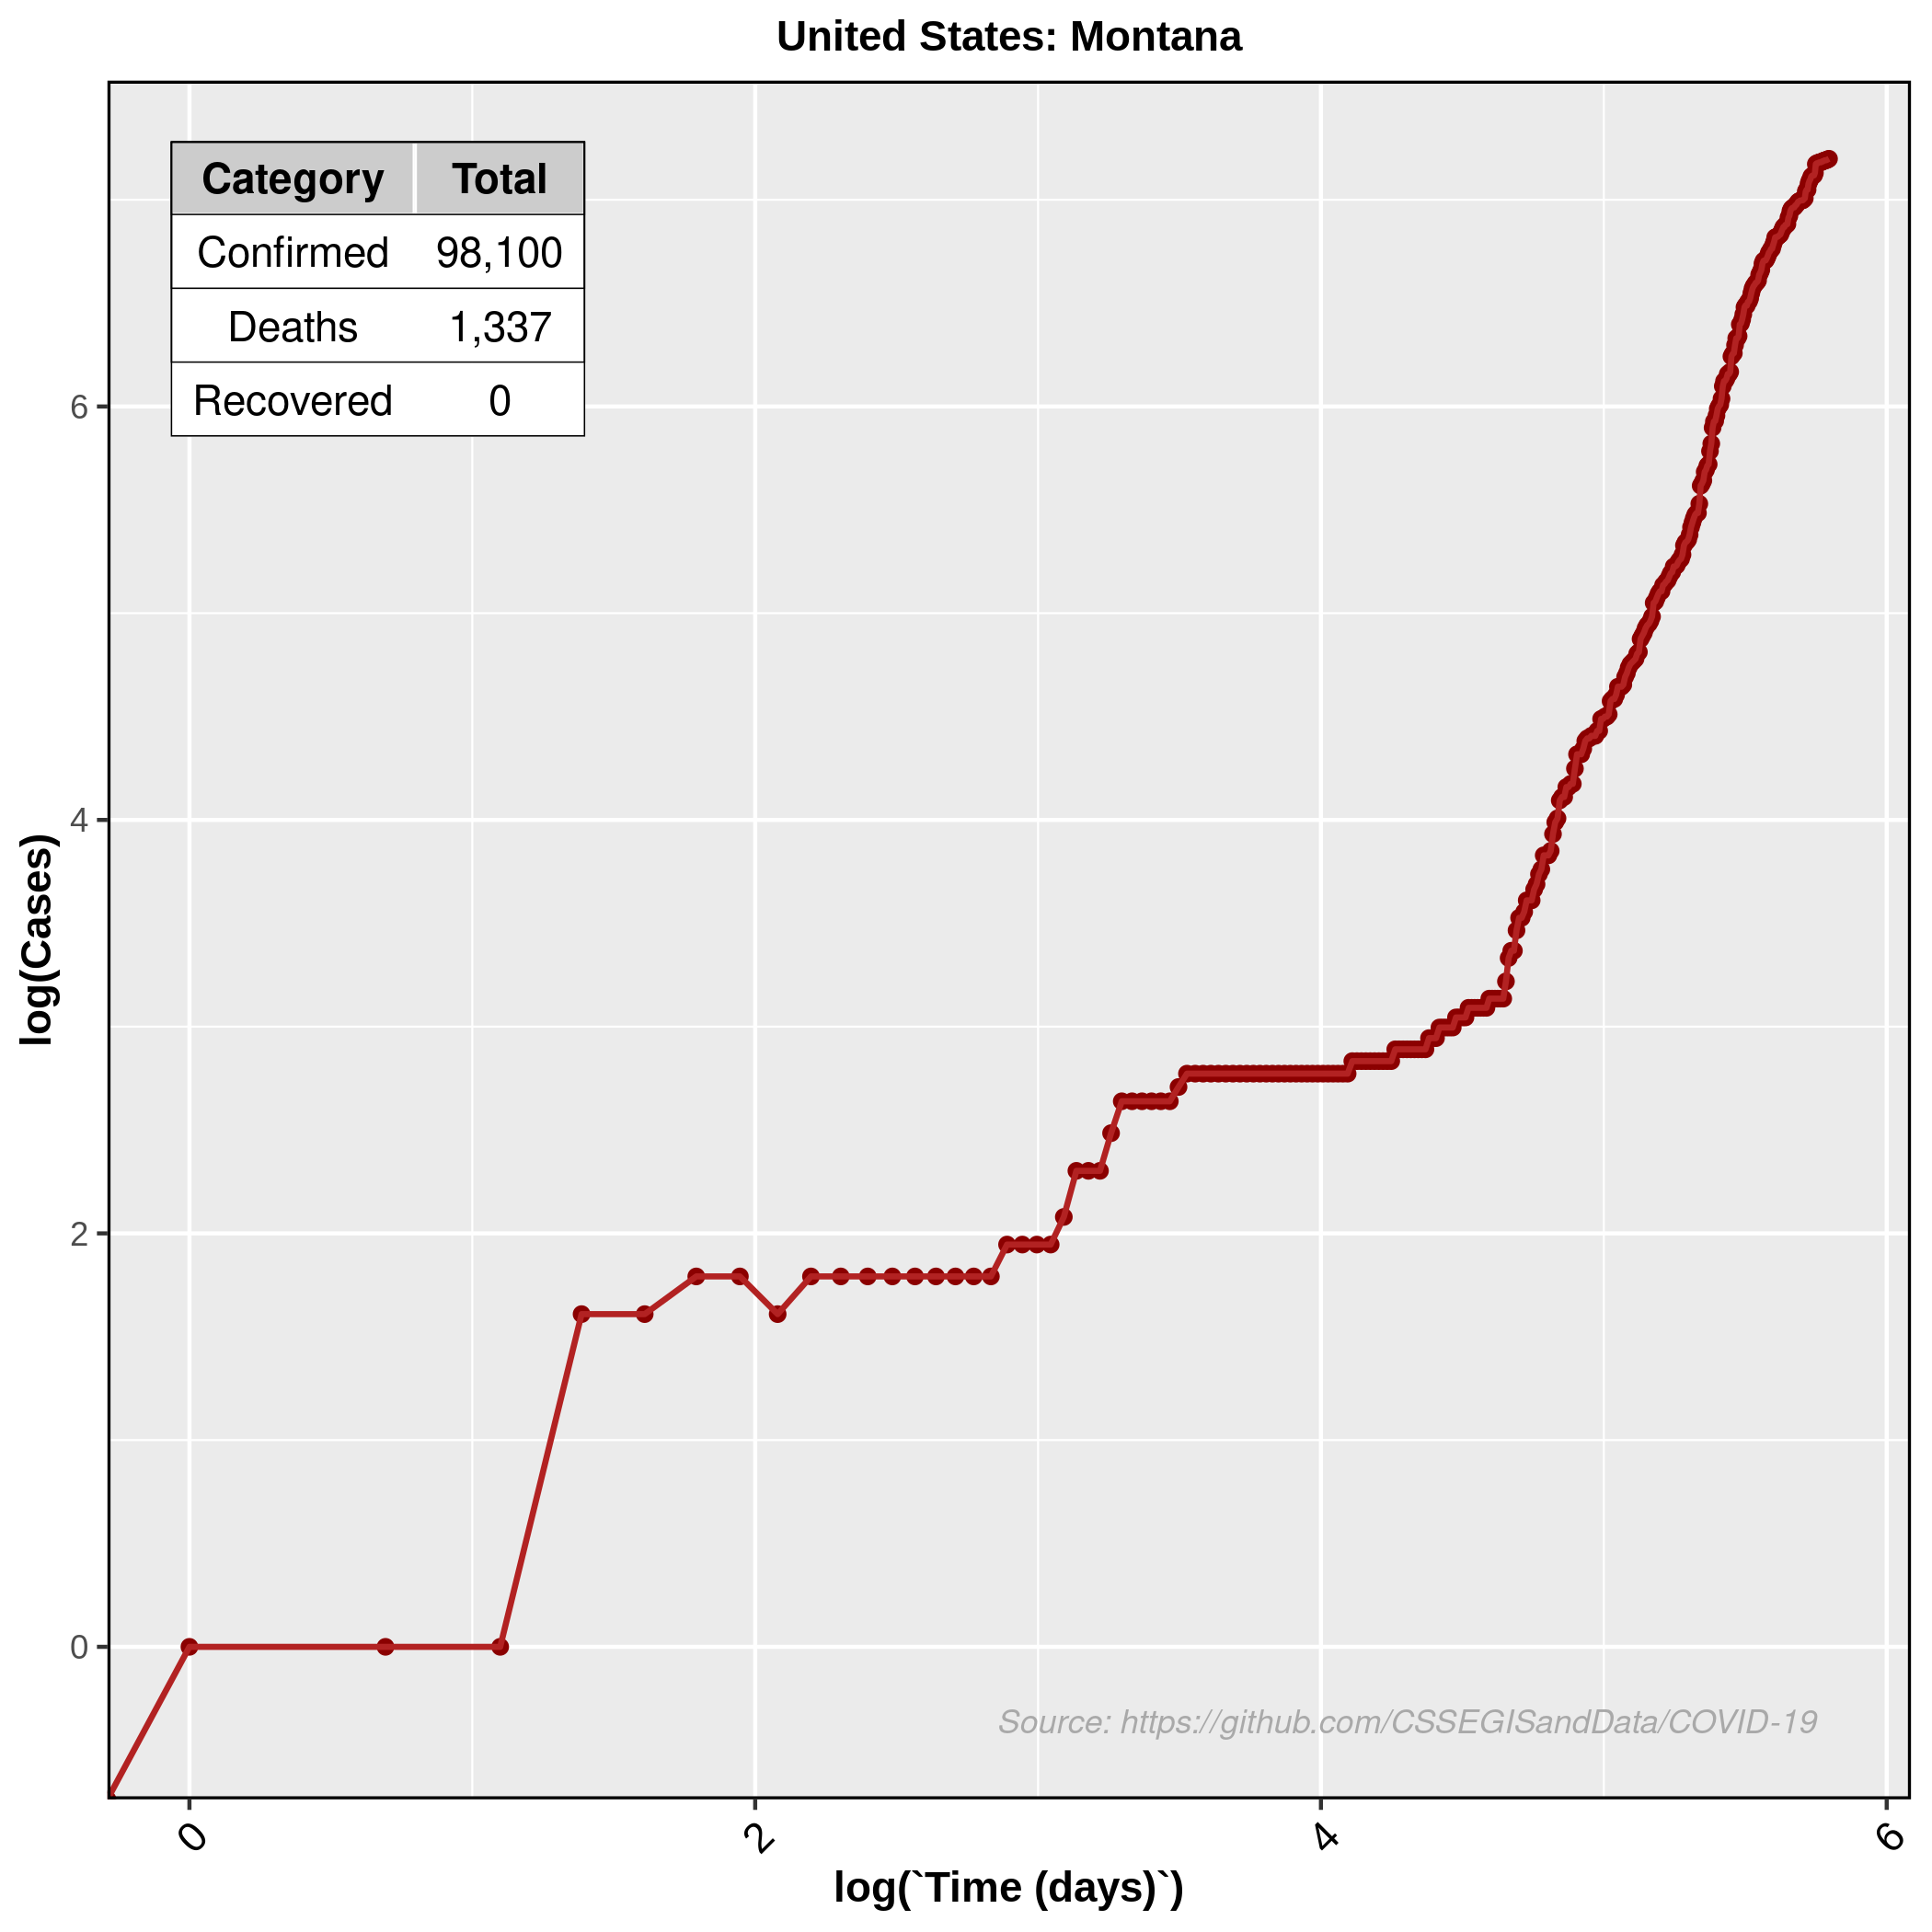 United States: Montana
Category Total
Confirmed 98,100
Deaths 1,337
Recovered 0
6
4
2
0
log(Cases)
Source: https://github.com/CSSEGISandData/COVID-19
0 2 4 6
log(`Time (days)`)